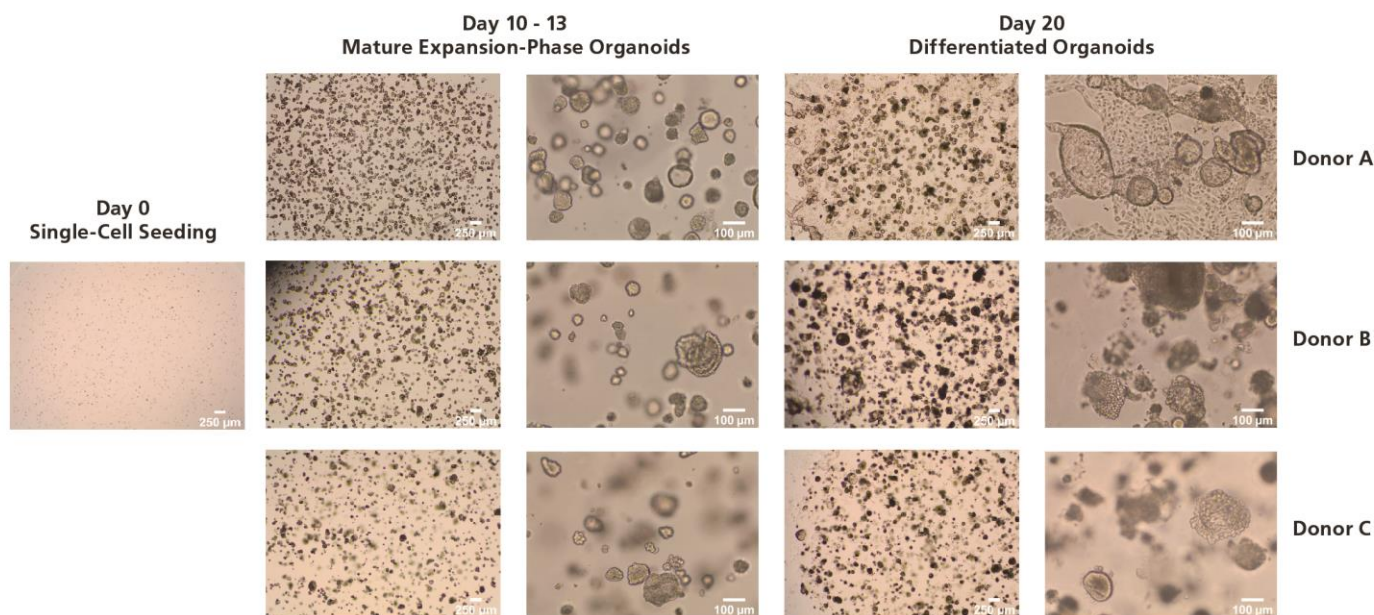 Day 10 - 13
Mature Expansion-Phase Organoids
Day 20
Differentiated Organoids
250 µm
100 µm
250 µm
100 µm
Donor A
Day 0
Single-Cell Seeding
250 µm
250 µm
100 µm
250 µm
100 µm
Donor B
250 µm
100 µm
250 µm
100 µm
Donor C